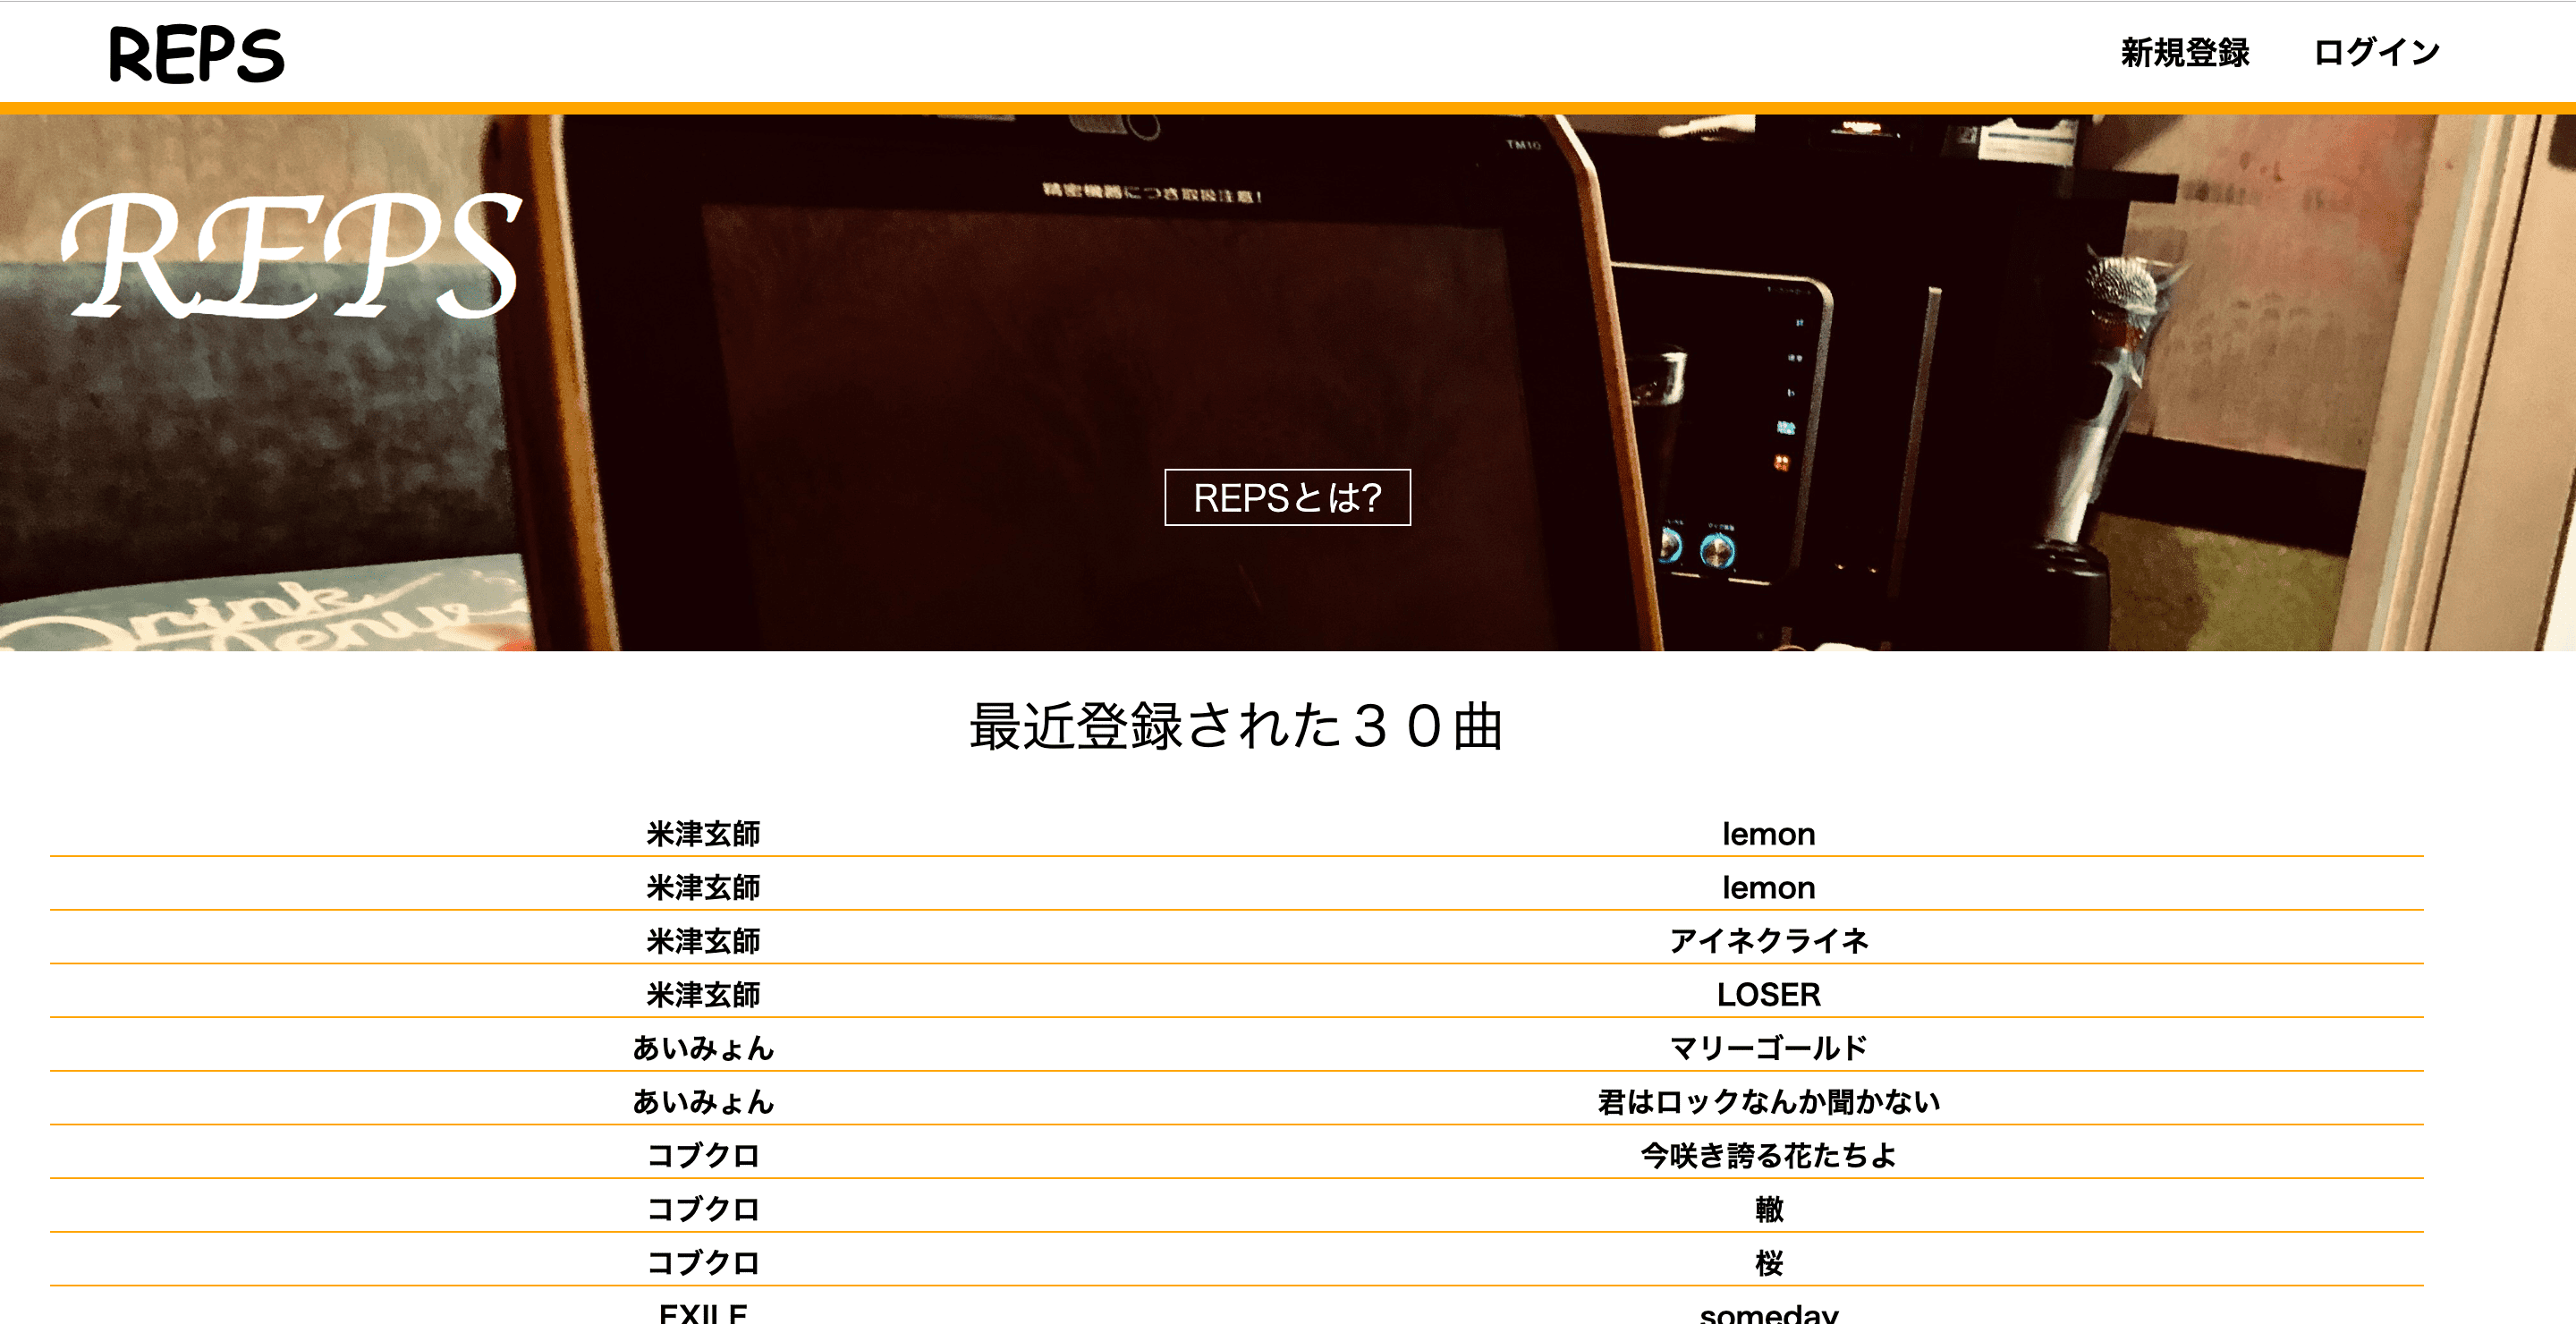 REPS
新規登録 ログイン
TM10
精密機器につき取扱注意!
REPS
REPSとは?
Drink
Menu
最近登録された３０曲
米津玄師 lemon
米津玄師 lemon
米津玄師 アイネクライネ
米津玄師 LOSER
あいみょん マリーゴールド
あいみょん 君はロックなんか聞かない
コブクロ 今咲き誇る花たちよ
コブクロ 轍
コブクロ 桜
EXILE someday